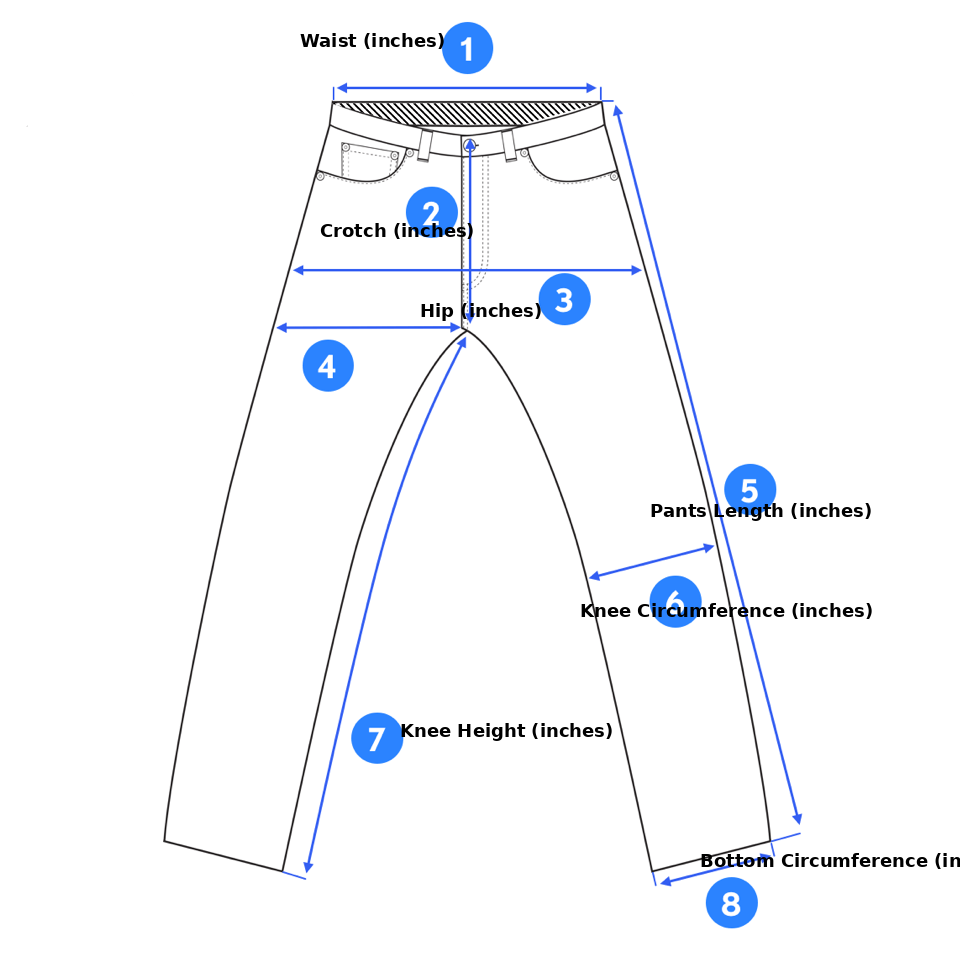 Waist (inches)
1
2
Crotch (inches)
3
Hip (inches)
4
5
Pants Length (inches)
6
Knee Circumference (inches)
7
Knee Height (inches)
Bottom Circumference (in
8